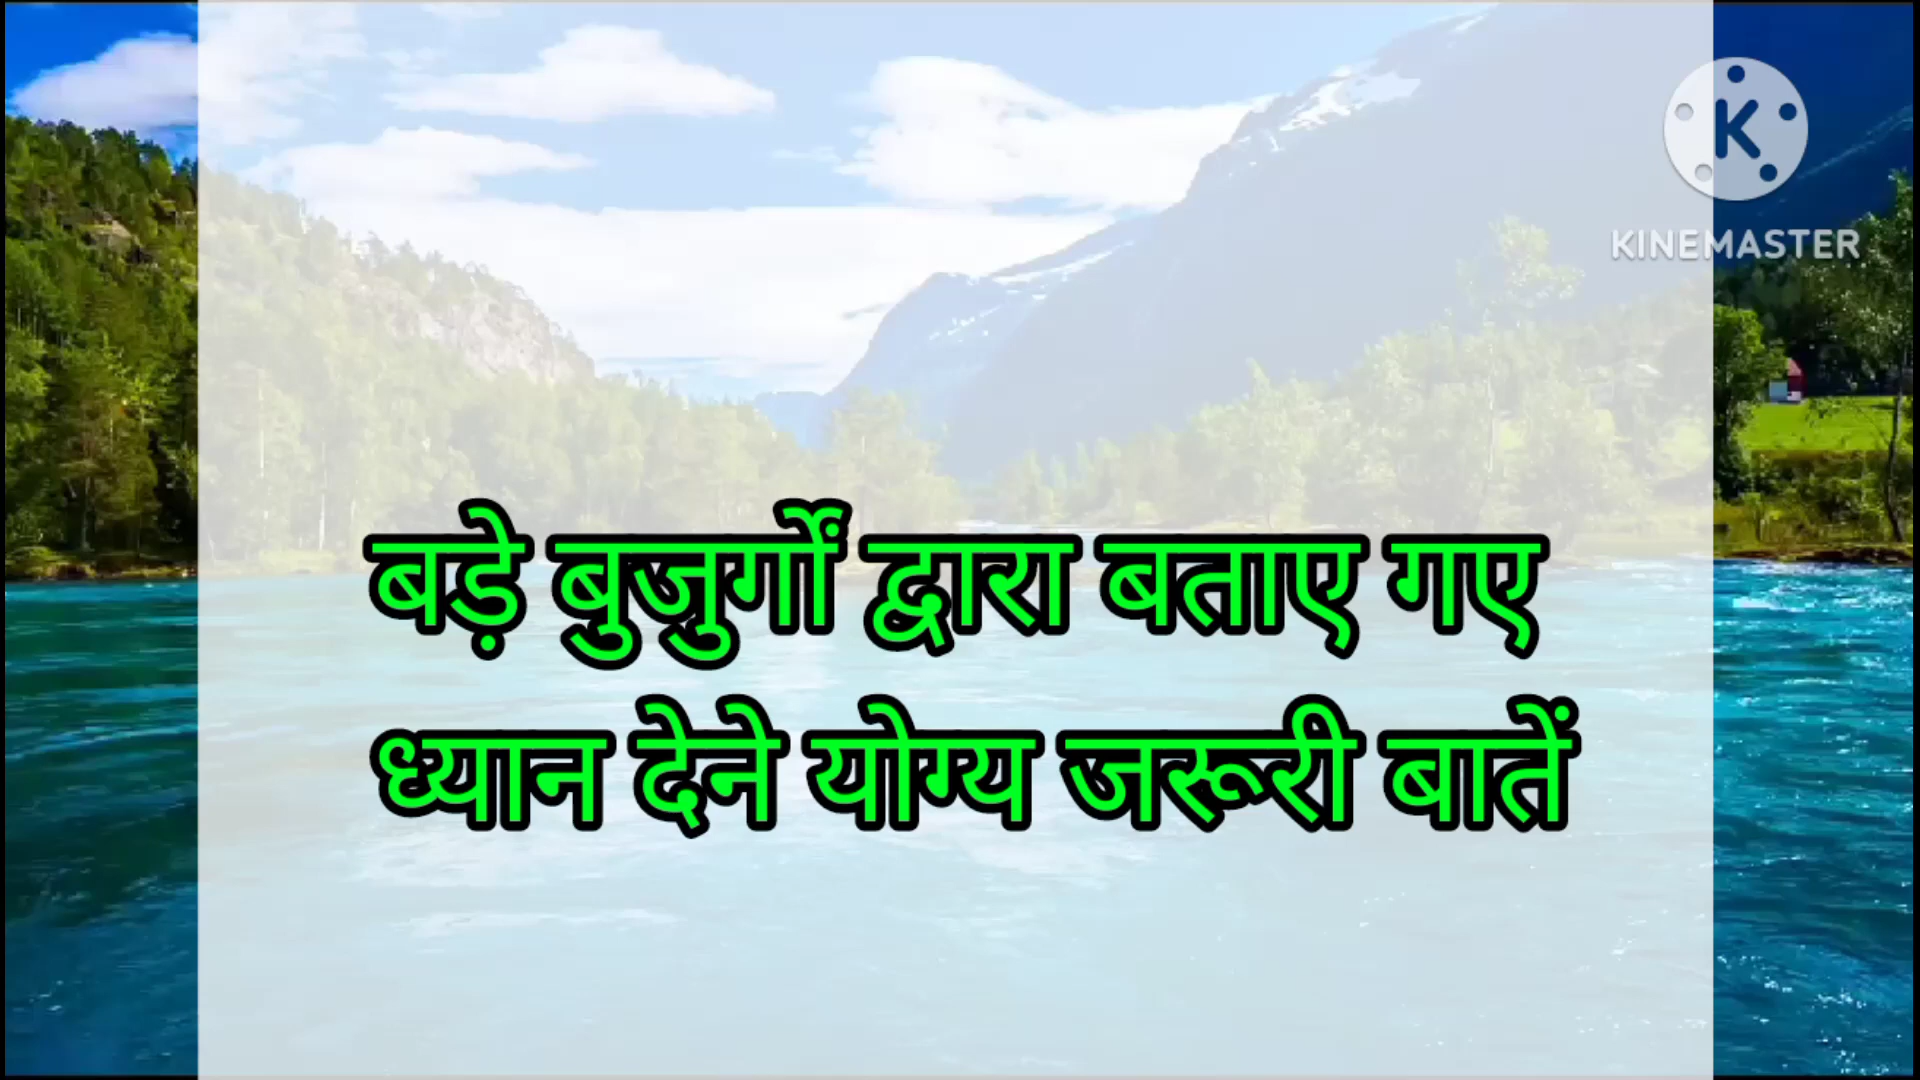 KINEMASTER
बड़े बुजुर्गों द्वारा बताए गए
ध्यान देने योग्य जरूरी बातें